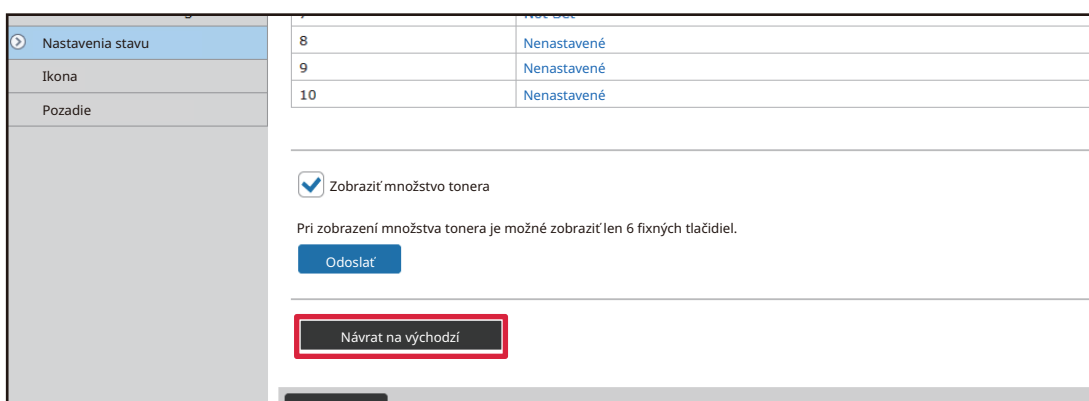 Nastavenia stavu
Ikona
Pozadie
8 Nenastavené
9 Nenastavené
10 Nenastavené
Zobraziť množstvo tonera
Pri zobrazení množstva tonera je možné zobraziť len 6 fixných tlačidiel.
Odoslať
Návrat na východzí